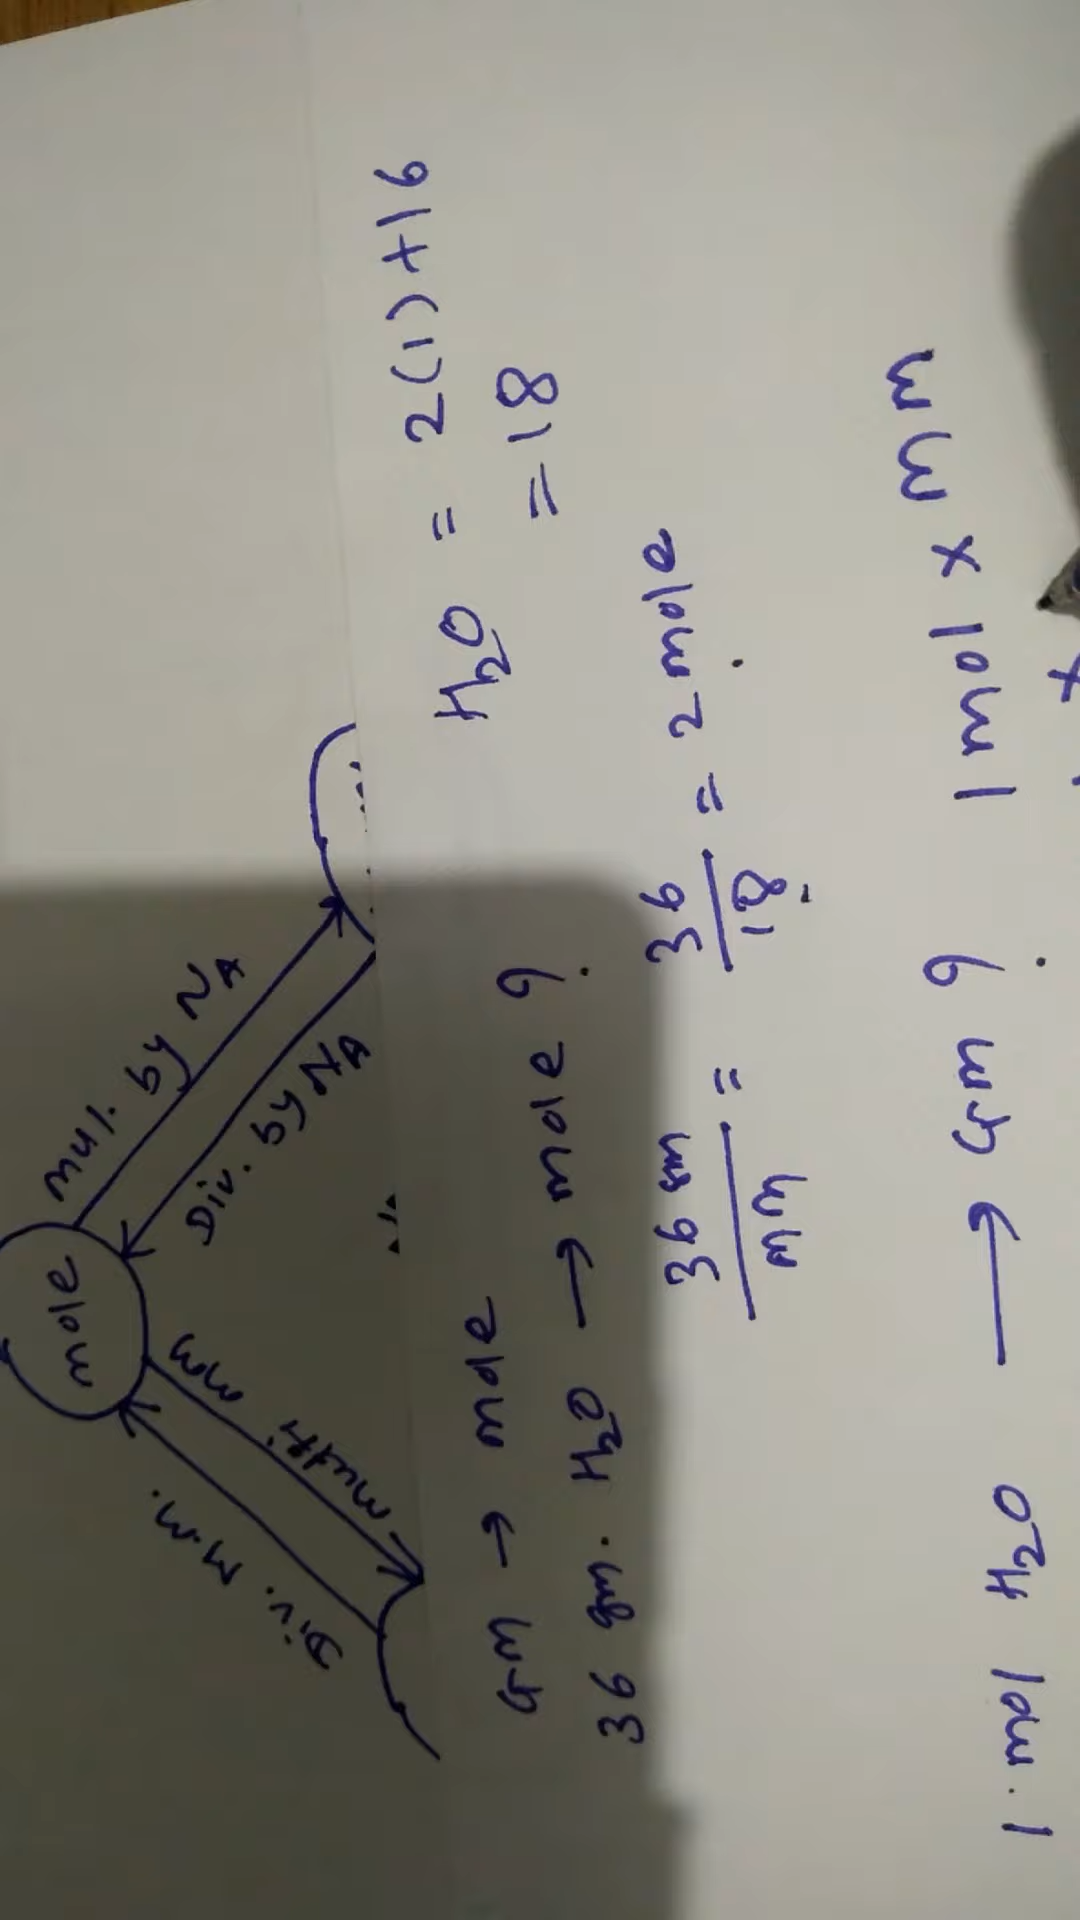 mul. by NA
Div. by NA
mole
multi mm
Div. M.M.
H2O = 2(1)+16
= 18
gm → mole
36 gm. H2O → mole ?
36 gm / MM = 36 / 18 = 2 mole
1 mol H2O → gm ?
1 mol × MM
×